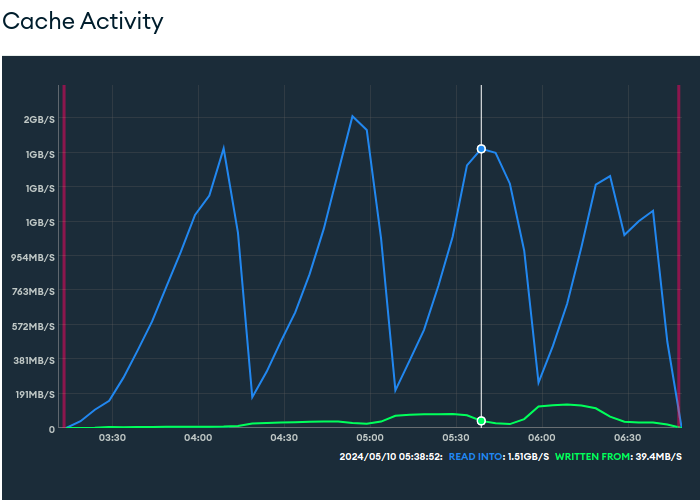 Cache Activity
2GB/S
1GB/S
1GB/S
1GB/S
954MB/S
763MB/S
572MB/S
381MB/S
191MB/S
0
03:30 04:00 04:30 05:00 05:30 06:00 06:30
2024/05/10 05:38:52: READ INTO: 1.51GB/S WRITTEN FROM: 39.4MB/S